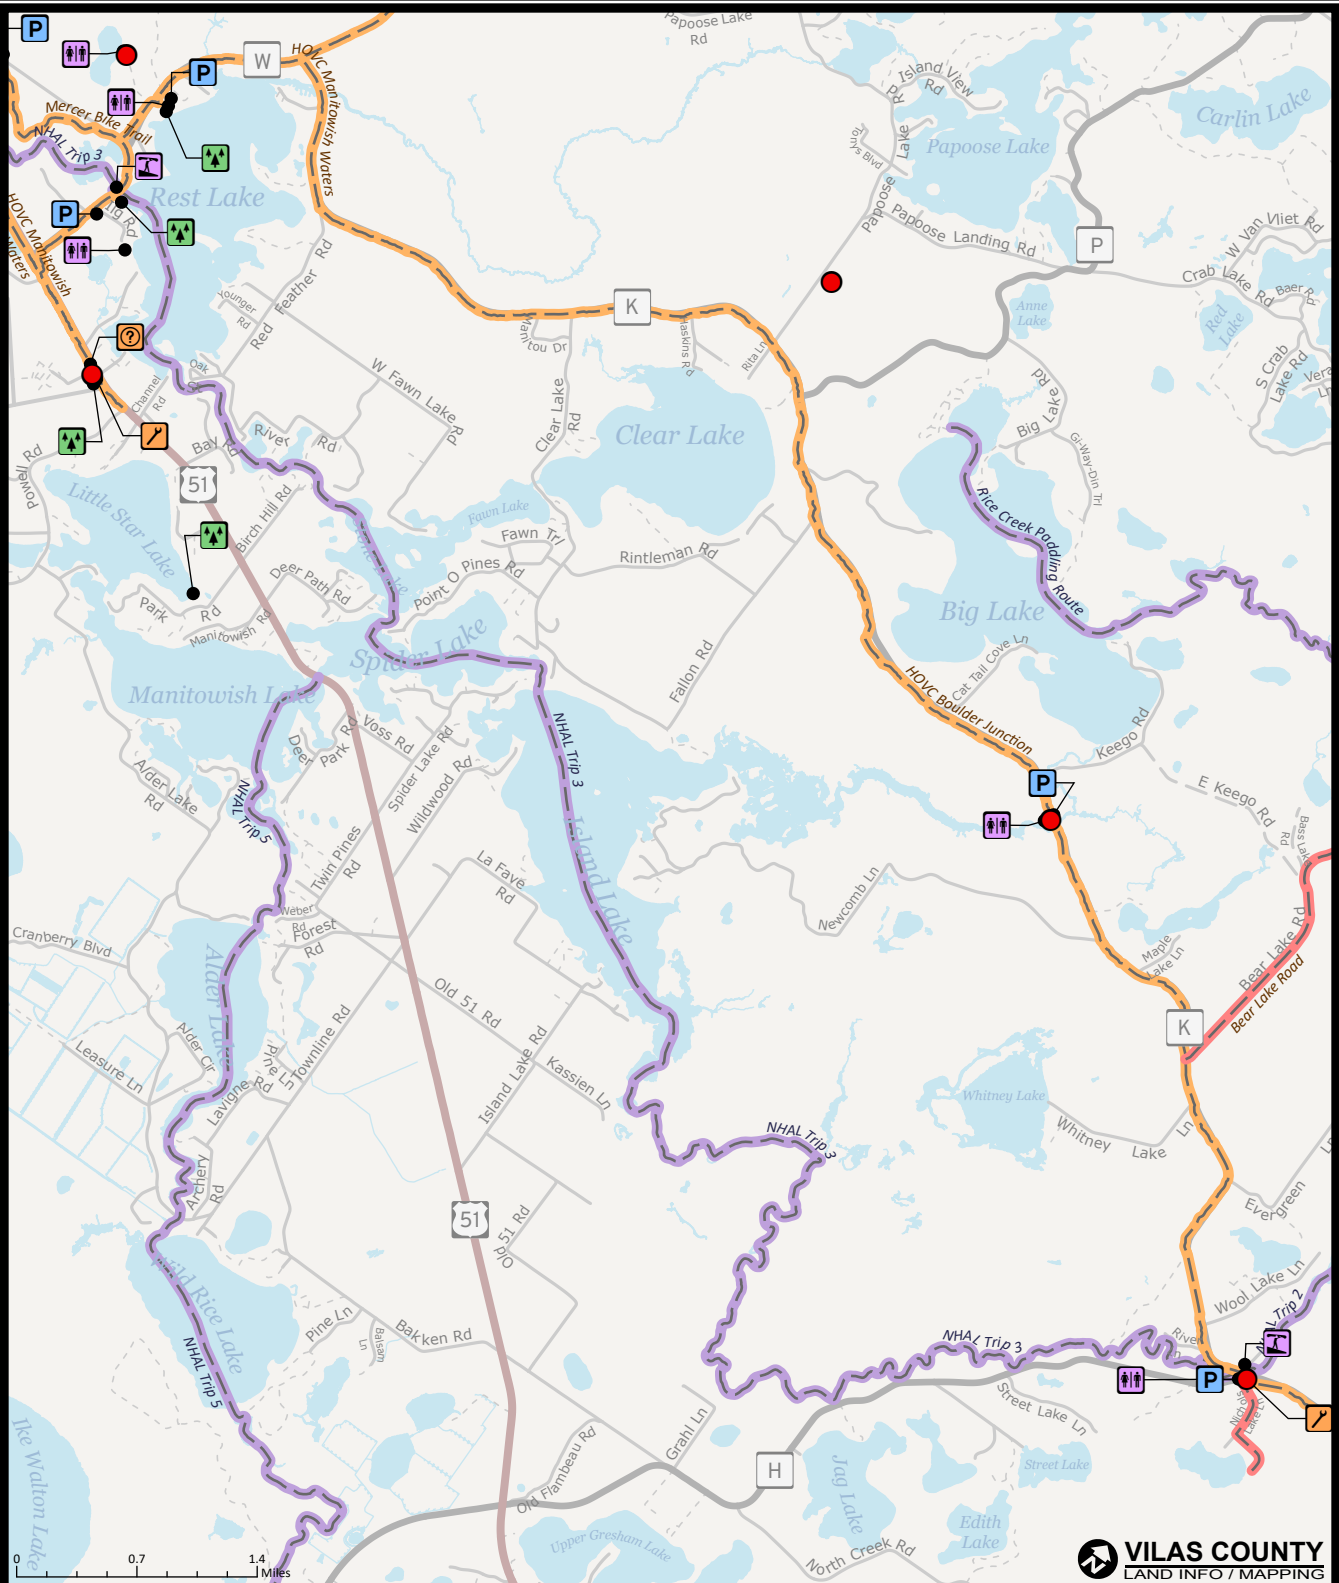 P
Papoose Lake
Rd
HOVC Manitowish Waters
W
P
Island View
Rd
Carlin Lake
Mercer Bike Trail
NHAL Trip 3
Tonys Blvd
Papoose Lake Rd
Papoose Lake
Rest Lake
P
Ilg Rd
HOVC Manitowish
Waters
Papoose Landing Rd
P
W Van Vliet Rd
Crab Lake Rd
Baer Rd
Red Feather Rd
Younger
Rd
K
Anne
Lake
Red
Lake
?
Manitou Dr
Haskins Rd
Rita Ln
Oak
S Crab
Lake Rd
Vera
Ln
Channel
Rd
W Fawn Lake
Rd
Clear Lake
Rd
Big Lake Rd
Clear Lake
Bay Rd
River Rd
Gi-Way-Din Trl
Powell
Rd
51
Little Star
Lake
Birch Hill Rd
Fawn Lake
Rice Creek Paddling Route
Fawn Trl
Rintleman Rd
Stone Lake
Deer Path Rd
Point O Pines Rd
Park Rd
Manitowish Rd
Big Lake
Spider Lake
Cat Tail Cove Ln
Fallon Rd
Manitowish Lake
HOVC Boulder Junction
Voss Rd
Deer Park Rd
NHAL Trip 3
Spider Lake Rd
Wildwood Rd
Keego Rd
Alder Lake
Rd
NHAL Trip 5
P
E Keego Rd
Bass Lake
Rd
Twin Pines
Rd
Island Lake
La Fave
Rd
Newcomb Ln
Weber
Rd
Forest
Rd
Cranberry Blvd
Maple
Lake Ln
Bear Lake Rd
Bear Lake Road
Alder Lake
Old 51 Rd
K
Alder Cir
Townline Rd
Leasure Ln
Lavigne Rd
Island Lake Rd
Kassien Ln
Whitney Lake
NHAL Trip 3
Whitney Lake Ln
Archery
Rd
51
Old 51 Rd
Evergreen Ln
Wild Rice Lake
Wool Lake Ln
Pine Ln
Balsam
Ln
Bakken Rd
NHAL Trip 2
NHAL Trip 3
River
Ln
NHAL Trip 5
P
Street Lake Ln
Grahl Ln
Old Flambeau Rd
H
Jag Lake
Street Lake
Ike Walton Lake
Edith
Lake
Upper Gresham Lake
North Creek Rd
0 0.7 1.4
Miles
VILAS COUNTY
LAND INFO / MAPPING